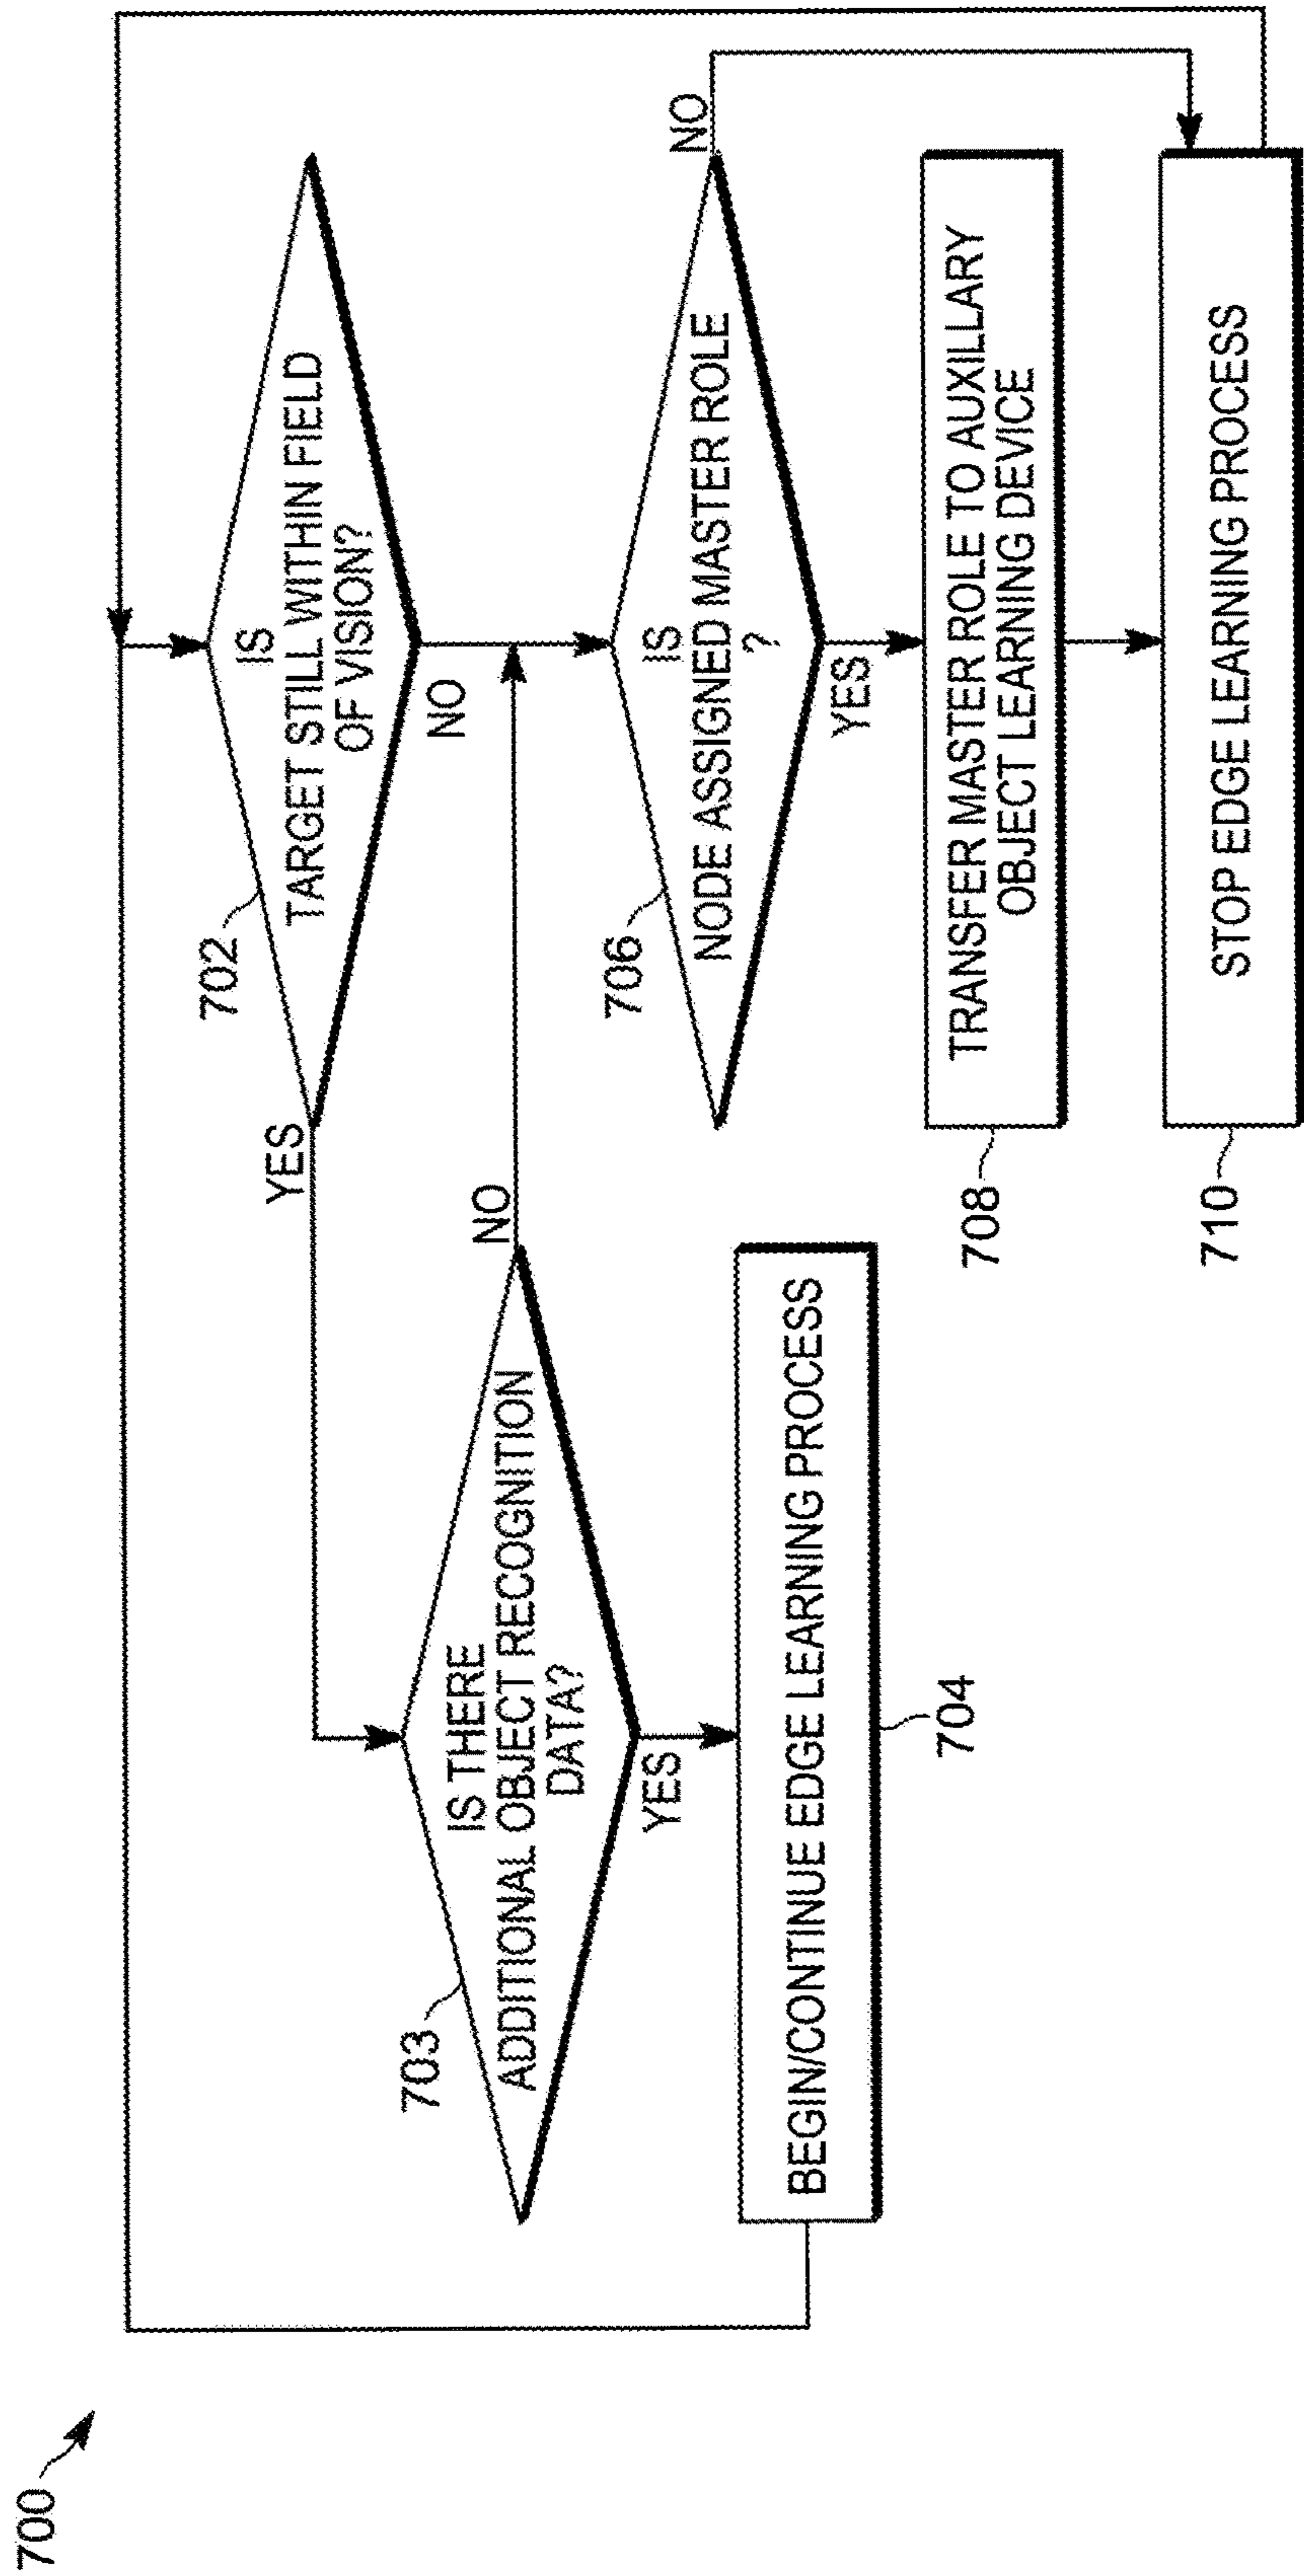 700
702
IS
TARGET STILL WITHIN FIELD
OF VISION?
YES
NO
703
IS THERE
ADDITIONAL OBJECT RECOGNITION
DATA?
NO
YES
BEGIN/CONTINUE EDGE LEARNING PROCESS
704
706
IS
NODE ASSIGNED MASTER ROLE
?
NO
YES
TRANSFER MASTER ROLE TO AUXILLARY
OBJECT LEARNING DEVICE
708
STOP EDGE LEARNING PROCESS
710